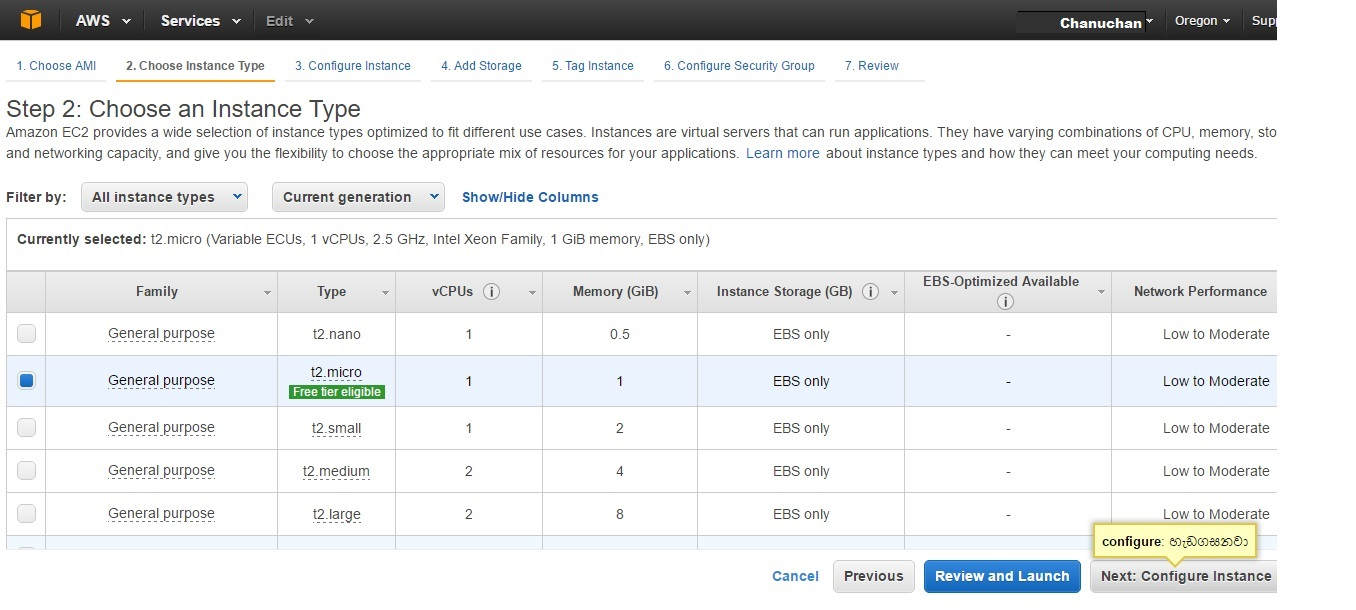 AWS Services Edit Chanuchan Oregon Supp
1. Choose AMI 2. Choose Instance Type 3. Configure Instance 4. Add Storage 5. Tag Instance 6. Configure Security Group 7. Review
Step 2: Choose an Instance Type
Amazon EC2 provides a wide selection of instance types optimized to fit different use cases. Instances are virtual servers that can run applications. They have varying combinations of CPU, memory, sto
and networking capacity, and give you the flexibility to choose the appropriate mix of resources for your applications. Learn more about instance types and how they can meet your computing needs.
Filter by: All instance types Current generation Show/Hide Columns
Currently selected: t2.micro (Variable ECUs, 1 vCPUs, 2.5 GHz, Intel Xeon Family, 1 GiB memory, EBS only)
Family Type vCPUs i Memory (GiB) Instance Storage (GB) i EBS-Optimized Available i Network Performance
General purpose t2.nano 1 0.5 EBS only - Low to Moderate
General purpose t2.micro Free tier eligible 1 1 EBS only - Low to Moderate
General purpose t2.small 1 2 EBS only - Low to Moderate
General purpose t2.medium 2 4 EBS only - Low to Moderate
General purpose t2.large 2 8 EBS only - Low to Moderate
configure: හැඩගසනවා
Cancel Previous Review and Launch Next: Configure Instance